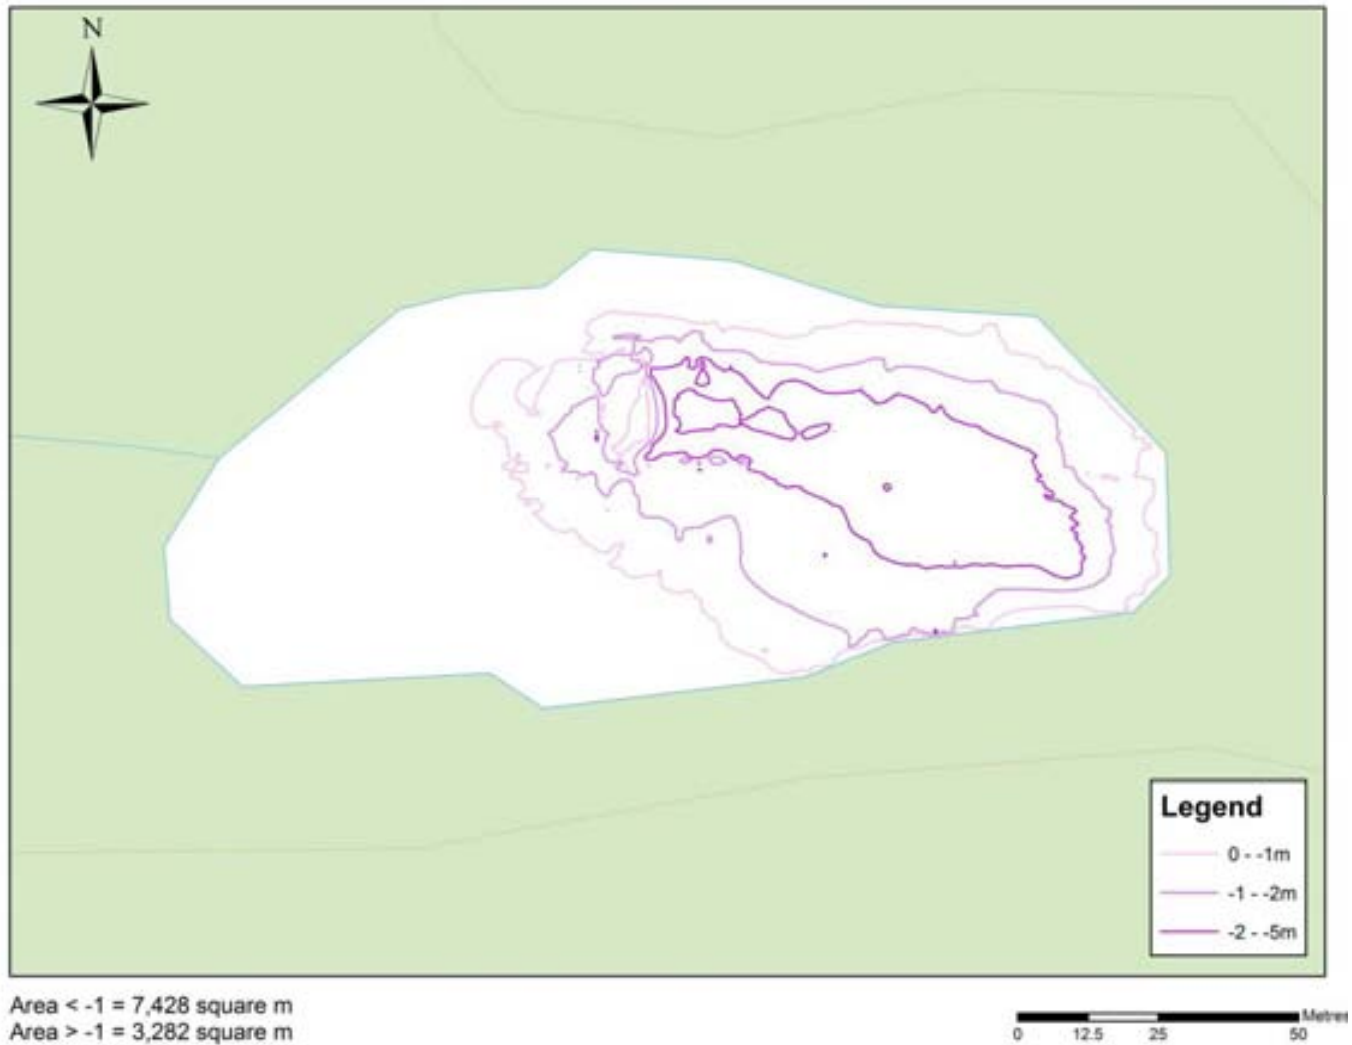 N
Legend
0 - -1m
-1 - -2m
-2 - -5m
Area < -1 = 7,428 square m
Area > -1 = 3,282 square m
Metres
0 12.5 25 50